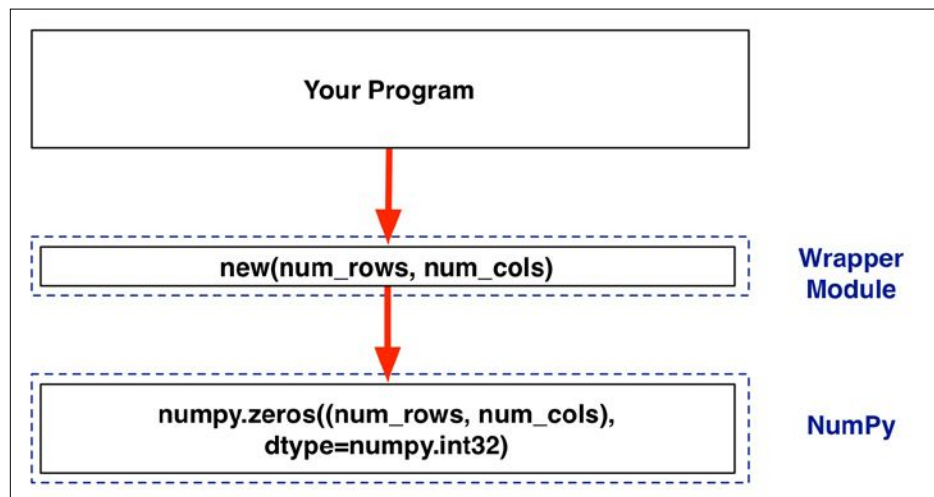 Your Program
new(num_rows, num_cols)
Wrapper
Module
numpy.zeros((num_rows, num_cols),
dtype=numpy.int32)
NumPy